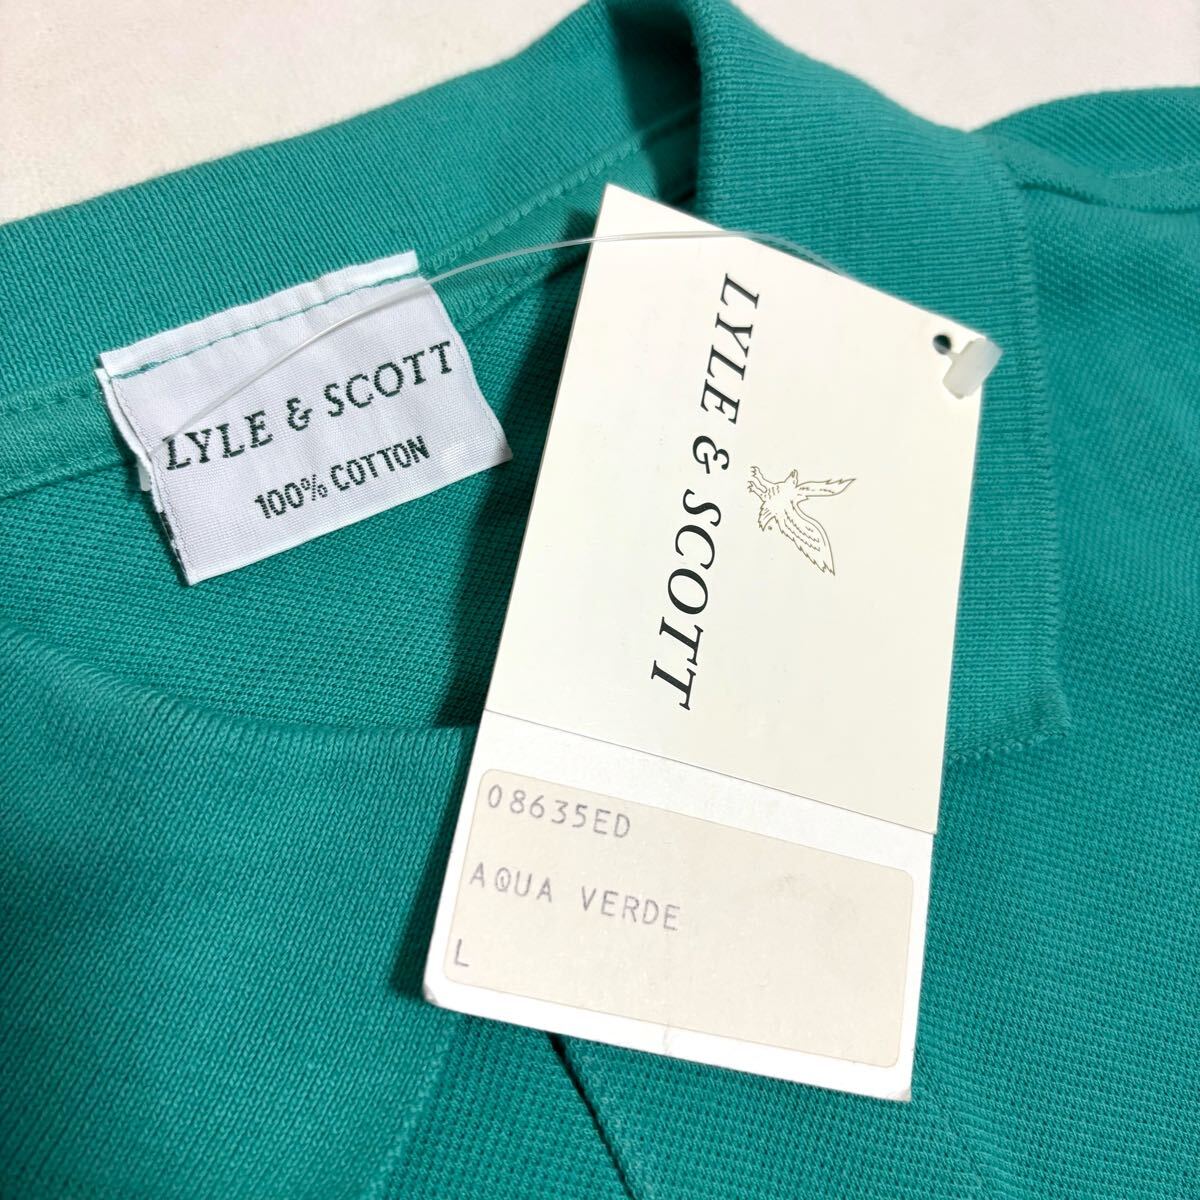 LYLE & SCOTT
100% COTTON
LYLE & SCOTT
08635ED
AQUA VERDE
L